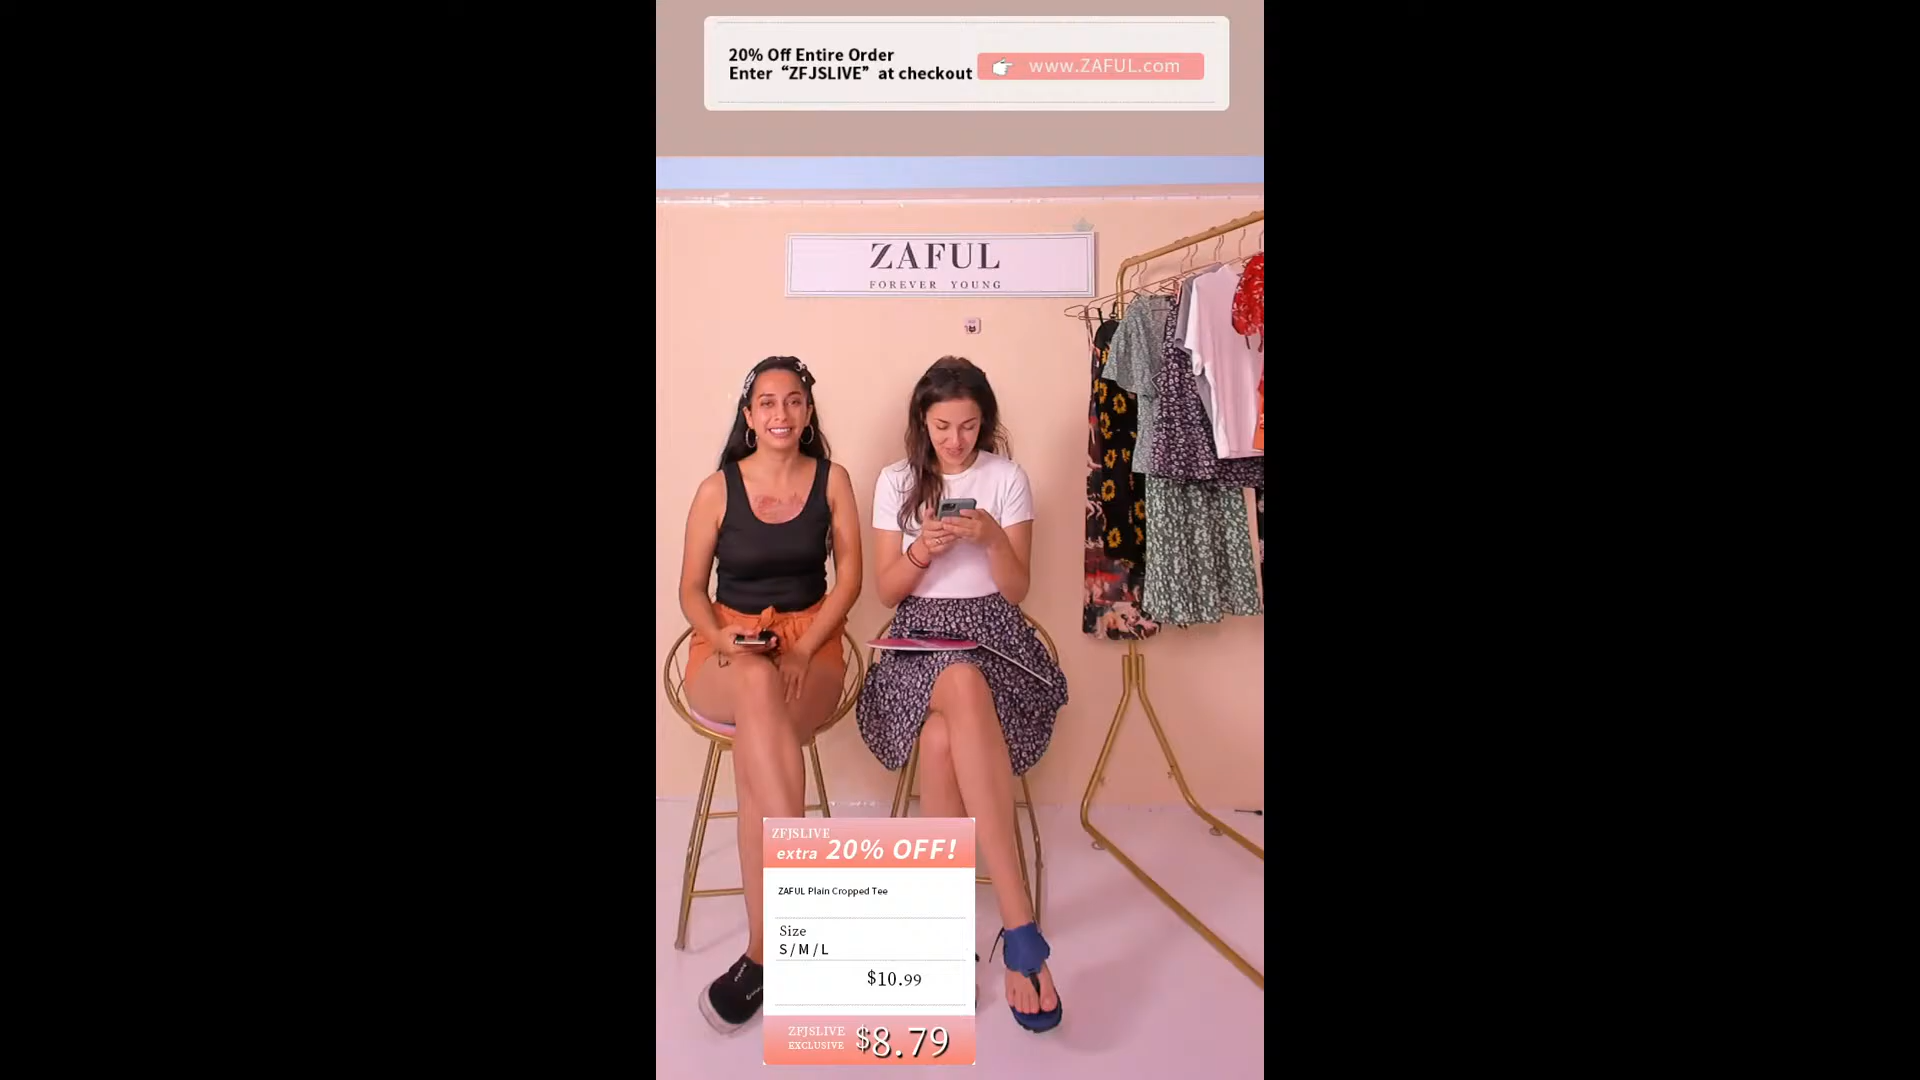 20% Off Entire Order
Enter “ZFJSLIVE” at checkout
www.ZAFUL.com
ZAFUL
FOREVER YOUNG
ZFJSLIVE
extra 20% OFF!
ZAFUL Plain Cropped Tee
Size
S / M / L
$10.99
ZFJSLIVE
EXCLUSIVE
$8.79